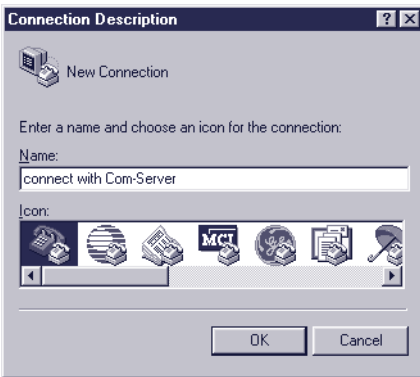 Connection Description
New Connection
Enter a name and choose an icon for the connection:
Name:
connect with Com-Server
Icon:
MCI
OK Cancel